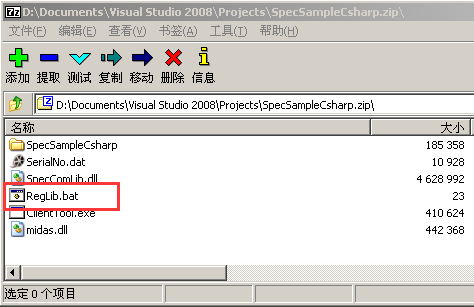 D:\Documents\Visual Studio 2008\Projects\SpecSampleCsharp.zip\
文件(F) 编辑(E) 查看(V) 书签(A) 工具(T) 帮助(H)
添加 提取 测试 复制 移动 删除 信息
D:\Documents\Visual Studio 2008\Projects\SpecSampleCsharp.zip\
名称 大小
SpecSampleCsharp 185 358
SerialNo.dat 10 928
SpecComLib.dll 4 628 992
RegLib.bat 23
ClientTool.exe 410 624
midas.dll 442 368
选定 0 个项目